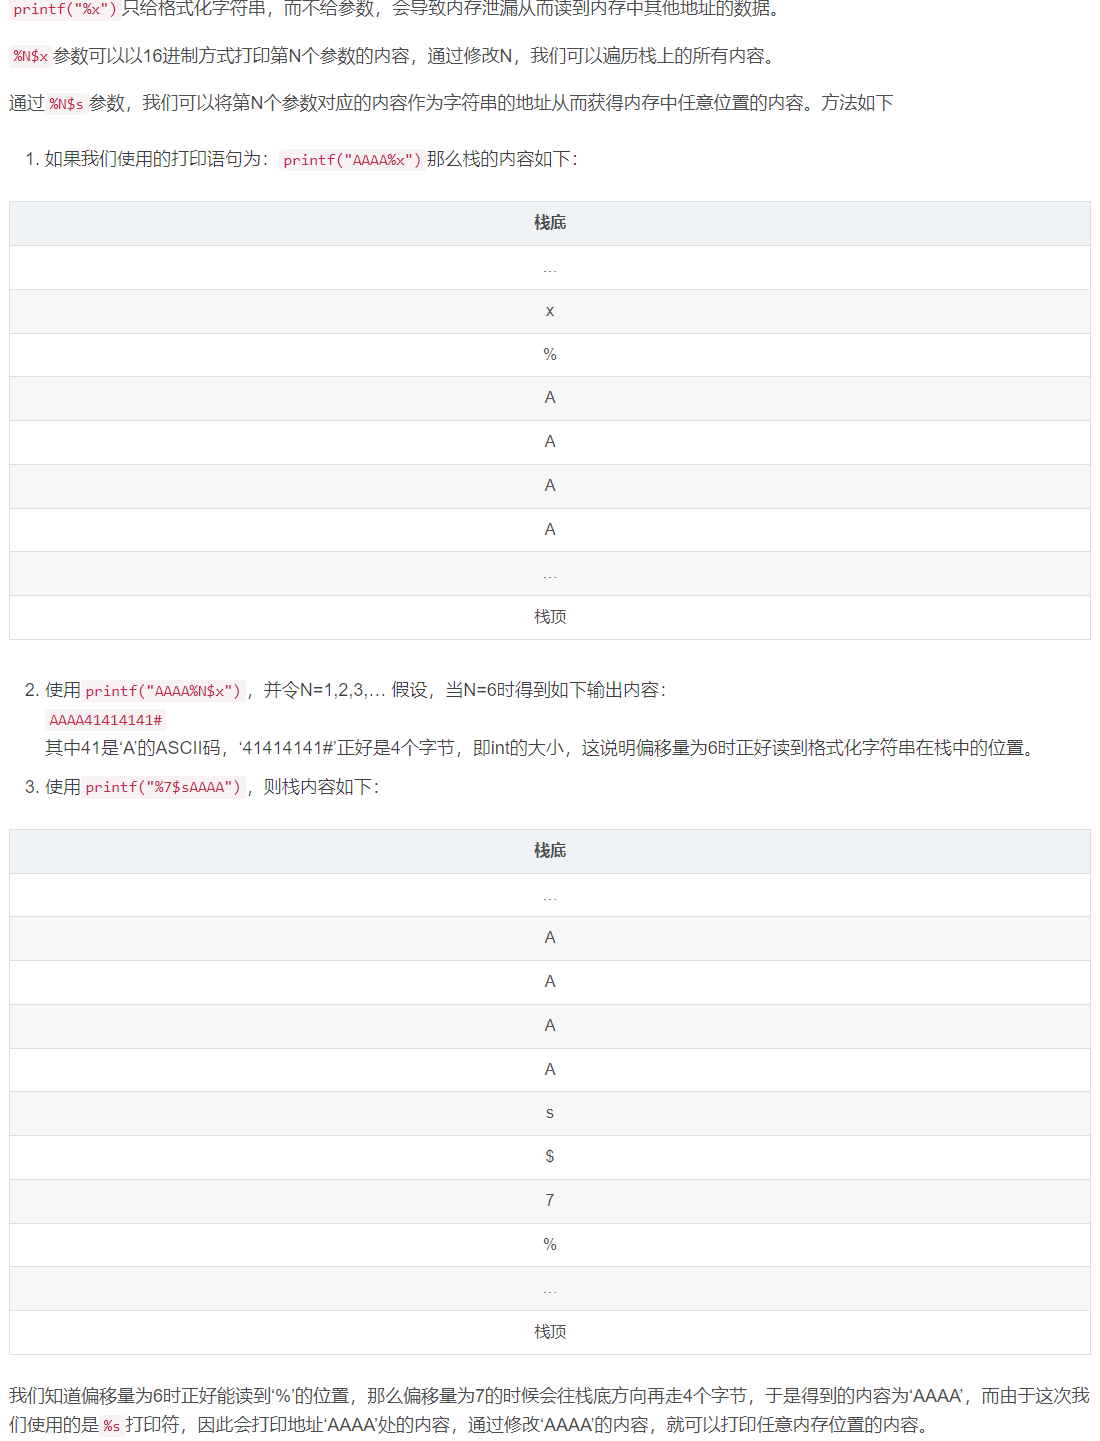 printf("%x")只给格式化字符串，而不给参数，会导致内存泄漏从而读到内存中其他地址的数据。
%N$x参数可以以16进制方式打印第N个参数的内容，通过修改N，我们可以遍历栈上的所有内容。
通过%N$s参数，我们可以将第N个参数对应的内容作为字符串的地址从而获得内存中任意位置的内容。方法如下
1. 如果我们使用的打印语句为：printf("AAAA%x")那么栈的内容如下：
栈底
...
x
%
A
A
A
A
...
栈顶
2. 使用printf("AAAA%N$x")，并令N=1,2,3,... 假设，当N=6时得到如下输出内容：
AAAA41414141#
其中41是‘A’的ASCII码，‘41414141#’正好是4个字节，即int的大小，这说明偏移量为6时正好读到格式化字符串在栈中的位置。
3. 使用printf("%7$sAAAA")，则栈内容如下：
栈底
...
A
A
A
A
s
$
7
%
...
栈顶
我们知道偏移量为6时正好能读到‘%’的位置，那么偏移量为7的时候会往栈底方向再走4个字节，于是得到的内容为‘AAAA’，而由于这次我
们使用的是%s打印符，因此会打印地址‘AAAA’处的内容，通过修改‘AAAA’的内容，就可以打印任意内存位置的内容。